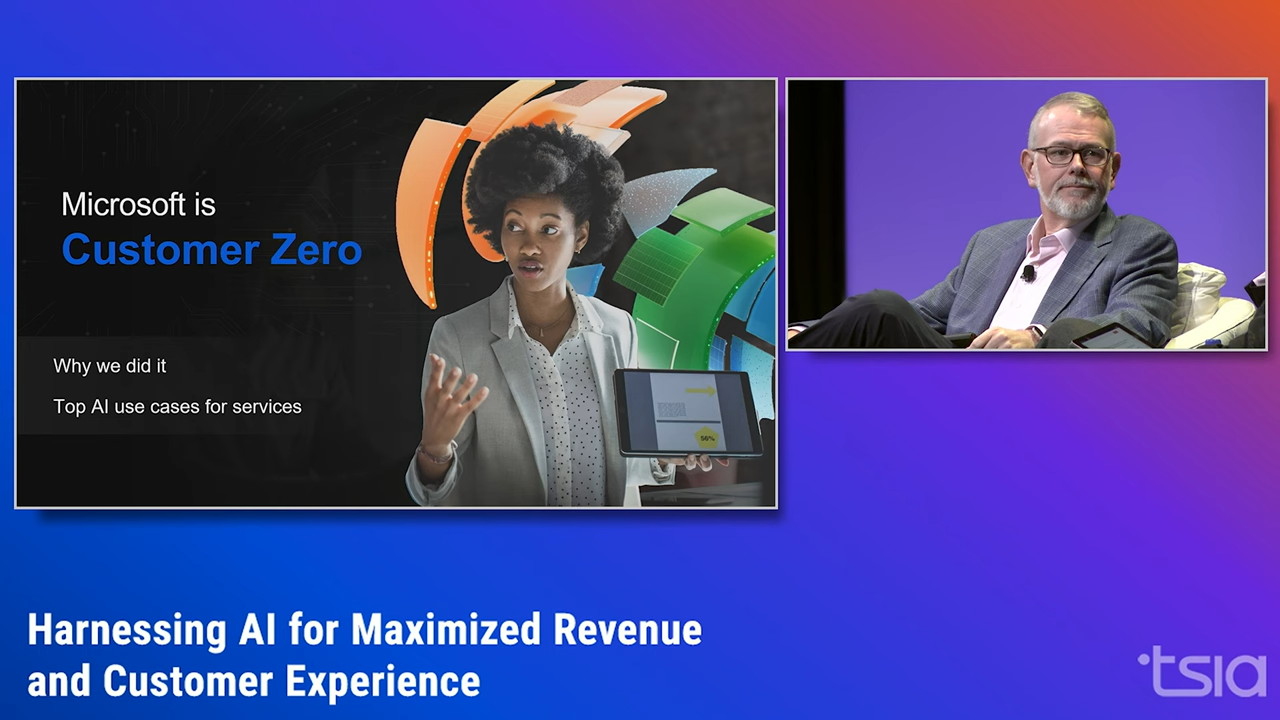 Microsoft is
Customer Zero
Why we did it
Top AI use cases for services
56%
Harnessing AI for Maximized Revenue
and Customer Experience
tsia